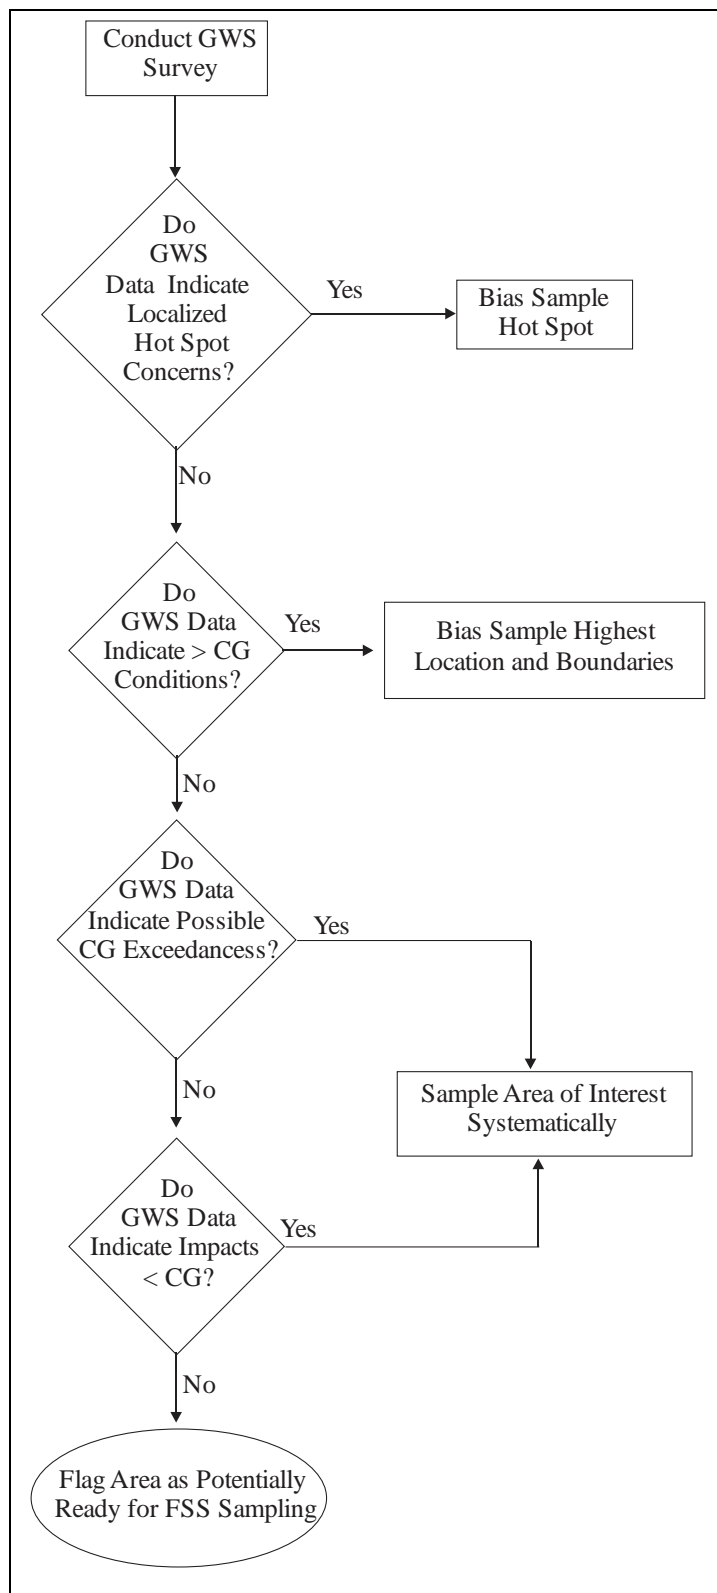 Conduct GWS
Survey
Do
GWS
Data Indicate
Localized
Hot Spot
Concerns?
Yes
Bias Sample
Hot Spot
No
Do
GWS Data
Indicate > CG
Conditions?
Yes
Bias Sample Highest
Location and Boundaries
No
Do
GWS Data
Indicate Possible
CG Exceedancess?
Yes
No
Sample Area of Interest
Systematically
Do
GWS Data
Indicate Impacts
< CG?
Yes
No
Flag Area as Potentially
Ready for FSS Sampling